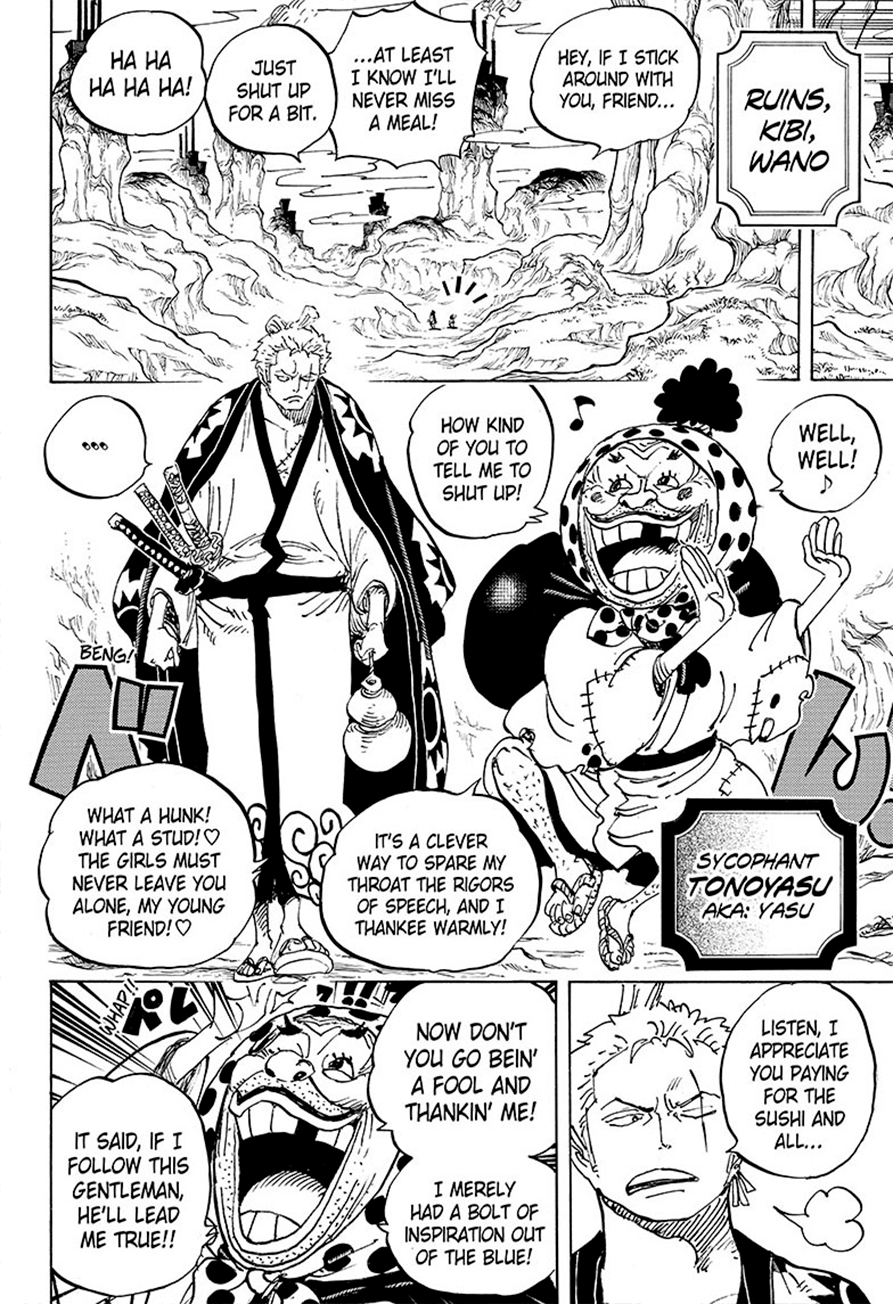 RUINS,
KIBI,
WANO
HEY, IF I STICK
AROUND WITH
YOU, FRIEND...
...AT LEAST
I KNOW I'LL
NEVER MISS
A MEAL!
JUST
SHUT UP
FOR A BIT.
HA HA
HA HA HA!
WELL,
WELL!
♪
♪
HOW KIND
OF YOU TO
TELL ME TO
SHUT UP!
...
BENG!
べん
IT'S A CLEVER
WAY TO SPARE MY
THROAT THE RIGORS
OF SPEECH, AND I
THANKEE WARMLY!
SYCOPHANT
TONOYASU
AKA: YASU
WHAT A HUNK!
WHAT A STUD!♡
THE GIRLS MUST
NEVER LEAVE YOU
ALONE, MY YOUNG
FRIEND!♡
LISTEN, I
APPRECIATE
YOU PAYING
FOR THE
SUSHI AND
ALL...
NOW DON'T
YOU GO BEIN'
A FOOL AND
THANKIN' ME!
I MERELY
HAD A BOLT OF
INSPIRATION OUT
OF THE BLUE!
WHAP!!
IT SAID, IF I
FOLLOW THIS
GENTLEMAN,
HE'LL LEAD
ME TRUE!!